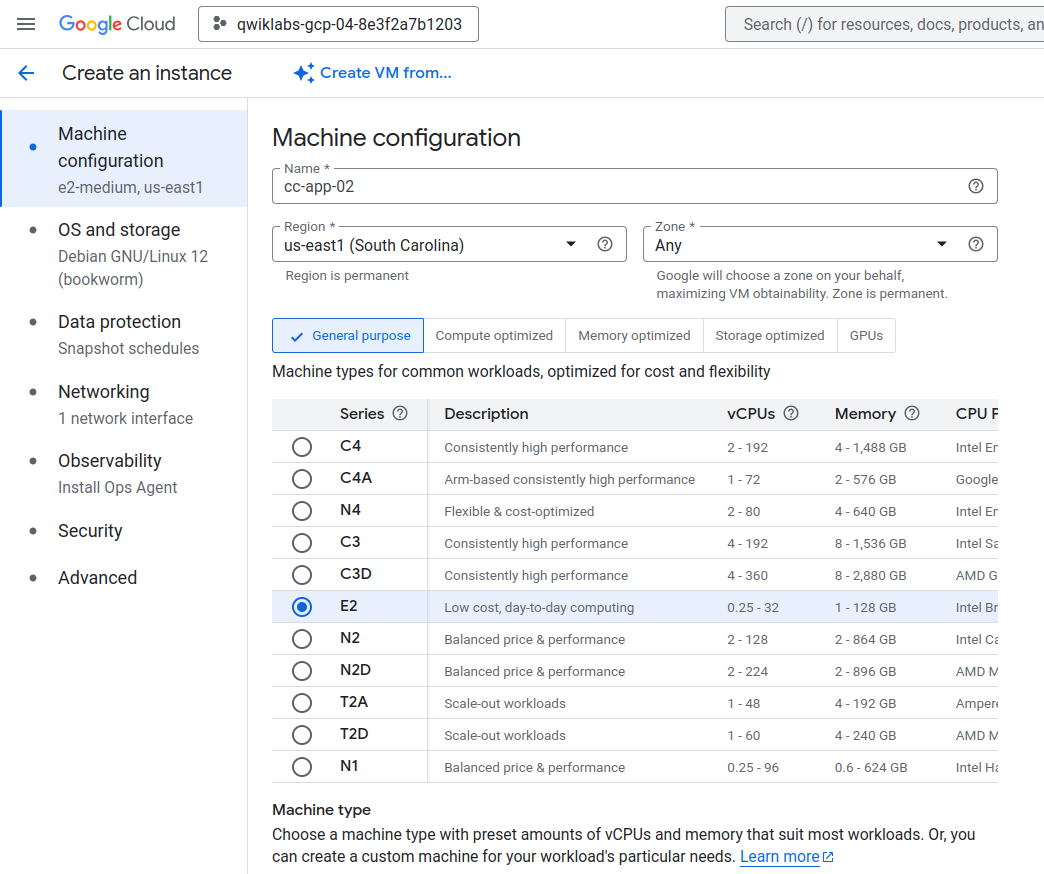 Google Cloud
qwiklabs-gcp-04-8e3f2a7b1203
Search (/) for resources, docs, products, an
Create an instance
Create VM from...
Machine
configuration
e2-medium, us-east1
OS and storage
Debian GNU/Linux 12
(bookworm)
Data protection
Snapshot schedules
Networking
1 network interface
Observability
Install Ops Agent
Security
Advanced
Machine configuration
Name *
cc-app-02
Region *
us-east1 (South Carolina)
Region is permanent
Zone *
Any
Google will choose a zone on your behalf,
maximizing VM obtainability. Zone is permanent.
General purpose
Compute optimized
Memory optimized
Storage optimized
GPUs
Machine types for common workloads, optimized for cost and flexibility
Series Description vCPUs Memory CPU P
C4 Consistently high performance 2 - 192 4 - 1,488 GB Intel Em
C4A Arm-based consistently high performance 1 - 72 2 - 576 GB Google
N4 Flexible & cost-optimized 2 - 80 4 - 640 GB Intel Em
C3 Consistently high performance 4 - 192 8 - 1,536 GB Intel Sa
C3D Consistently high performance 4 - 360 8 - 2,880 GB AMD G
E2 Low cost, day-to-day computing 0.25 - 32 1 - 128 GB Intel Br
N2 Balanced price & performance 2 - 128 2 - 864 GB Intel Ca
N2D Balanced price & performance 2 - 224 2 - 896 GB AMD M
T2A Scale-out workloads 1 - 48 4 - 192 GB Ampere
T2D Scale-out workloads 1 - 60 4 - 240 GB AMD M
N1 Balanced price & performance 0.25 - 96 0.6 - 624 GB Intel Ha
Machine type
Choose a machine type with preset amounts of vCPUs and memory that suit most workloads. Or, you
can create a custom machine for your workload's particular needs. Learn more